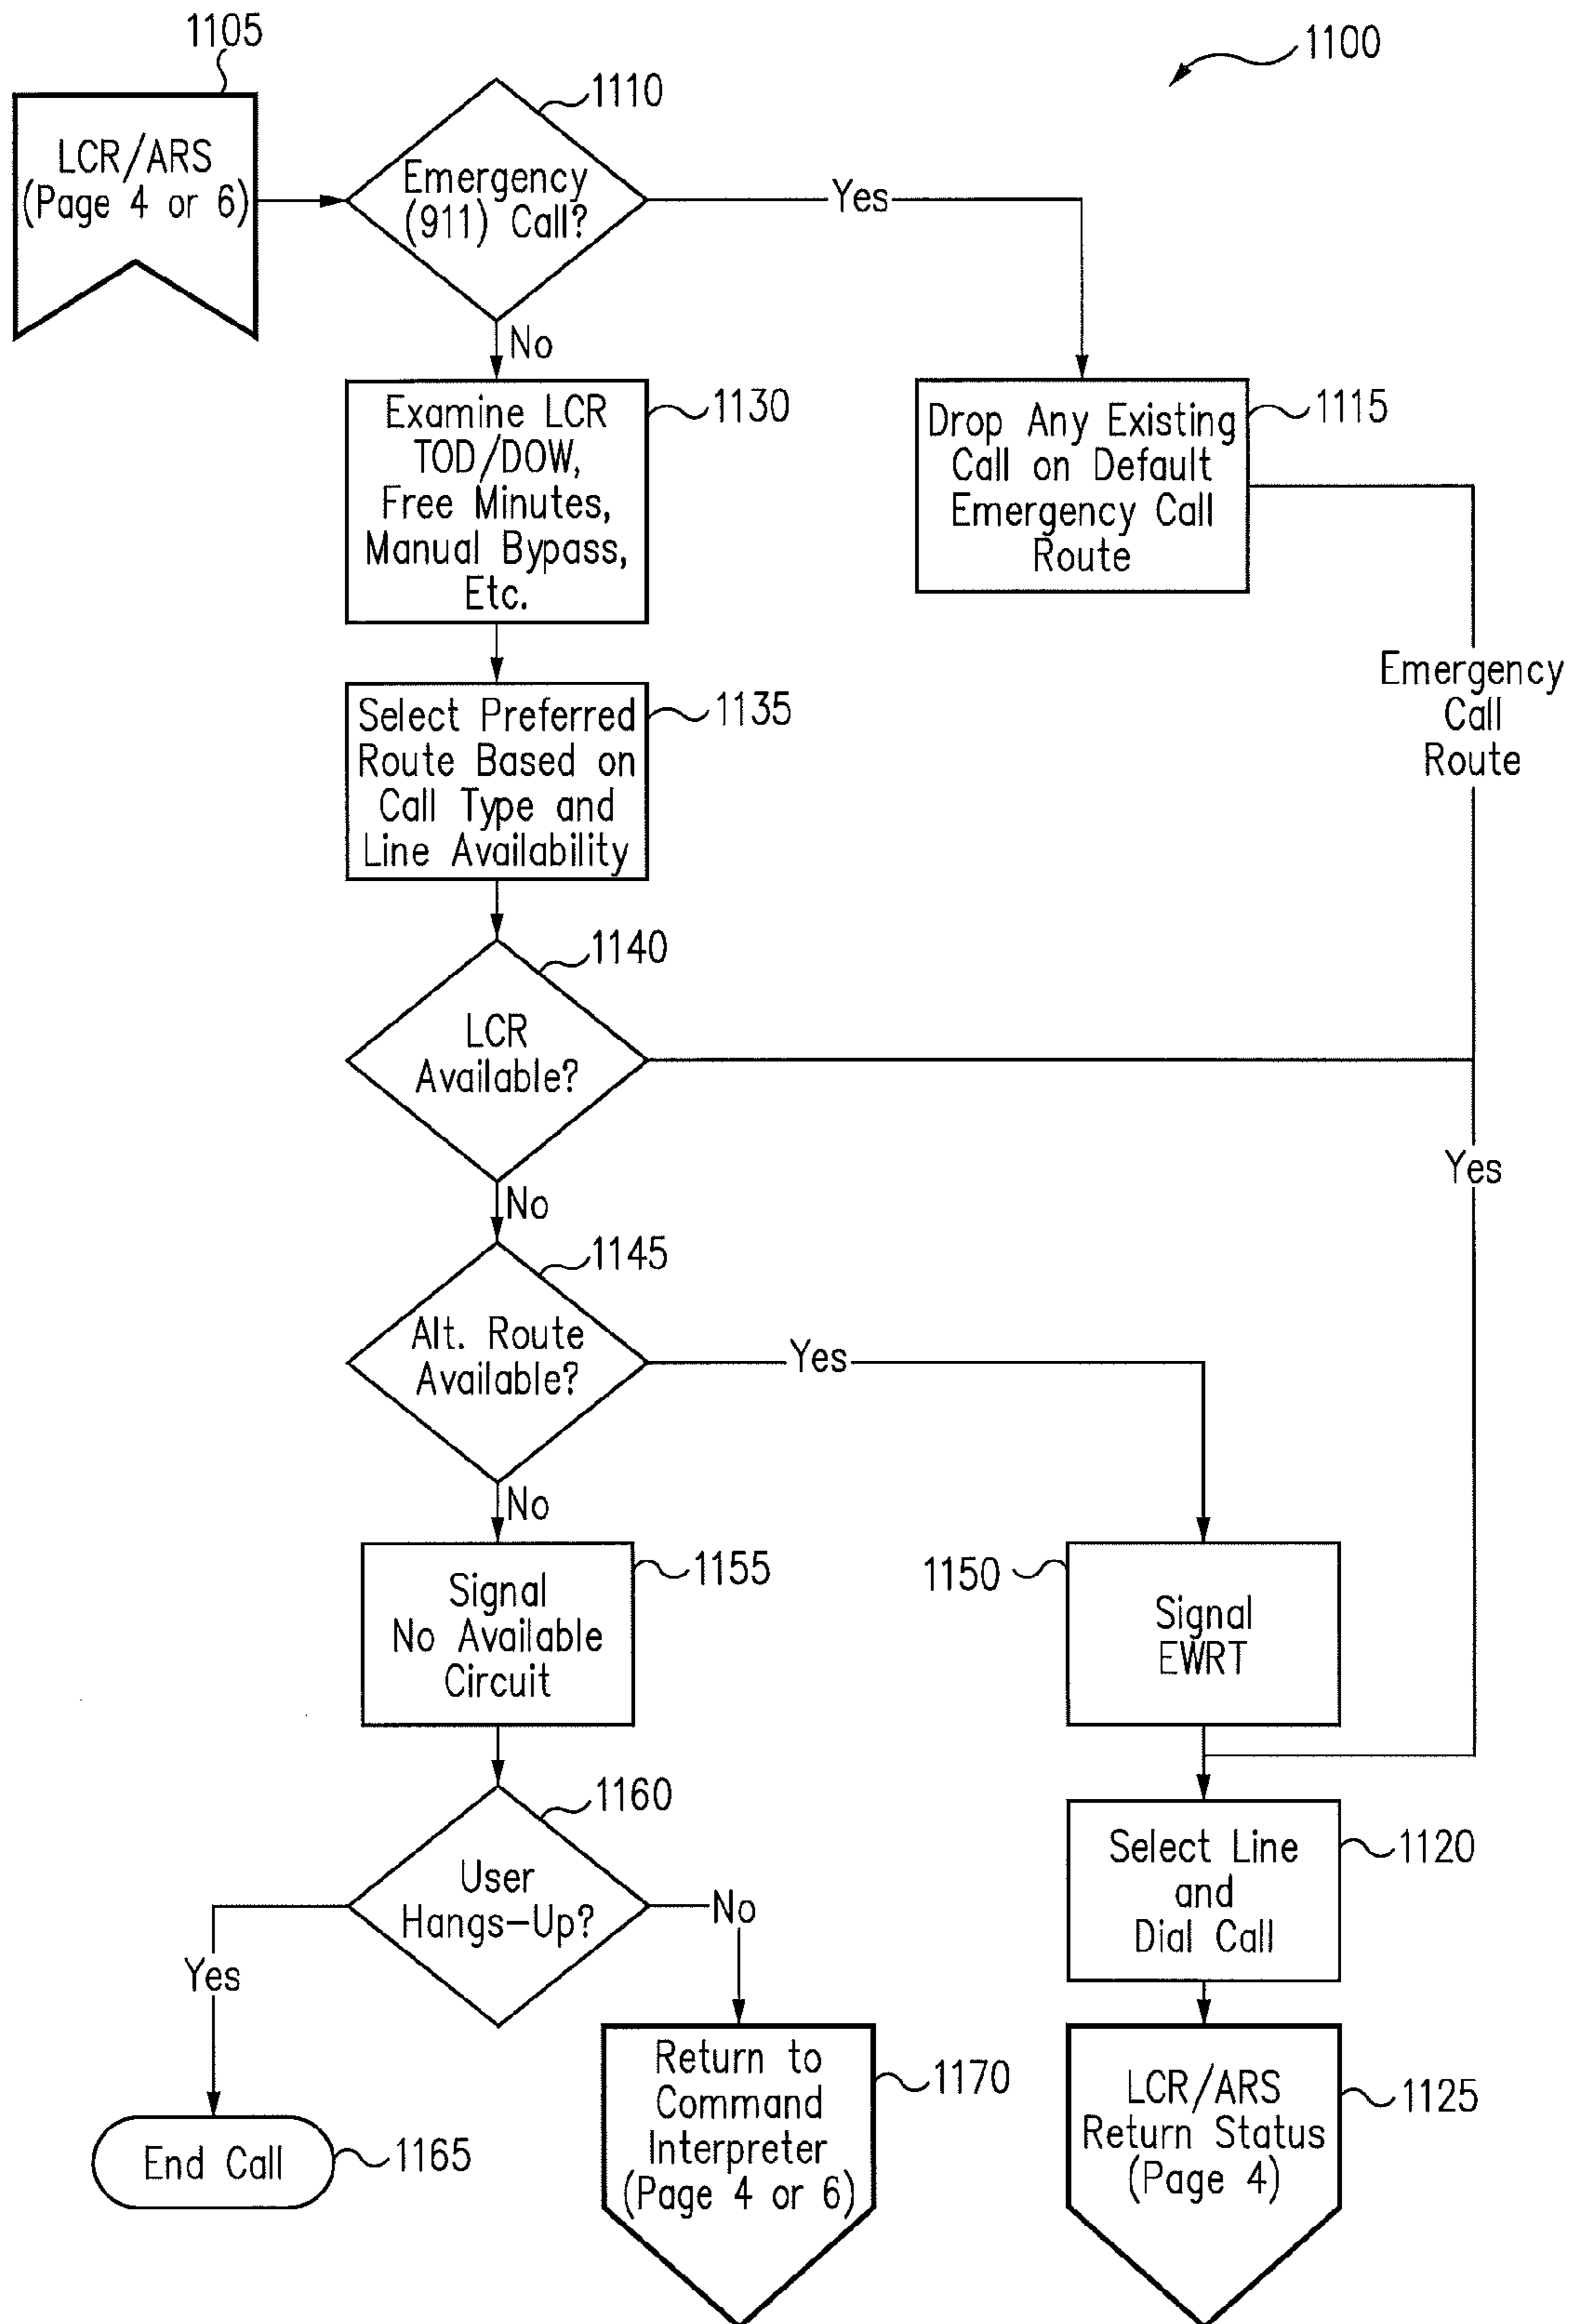 1105
1100
1110
LCR/ARS
(Page 4 or 6)
Emergency
(911) Call?
Yes
No
Examine LCR
TOD/DOW,
Free Minutes,
Manual Bypass,
Etc.
1130
Drop Any Existing
Call on Default
Emergency Call
Route
1115
Emergency
Call
Route
Select Preferred
Route Based on
Call Type and
Line Availability
1135
1140
LCR
Available?
Yes
No
1145
Alt. Route
Available?
Yes
No
Signal
No Available
Circuit
1155
1150
Signal
EWRT
1160
User
Hangs-Up?
No
Yes
Select Line
and
Dial Call
1120
End Call
1165
Return to
Command
Interpreter
(Page 4 or 6)
1170
LCR/ARS
Return Status
(Page 4)
1125